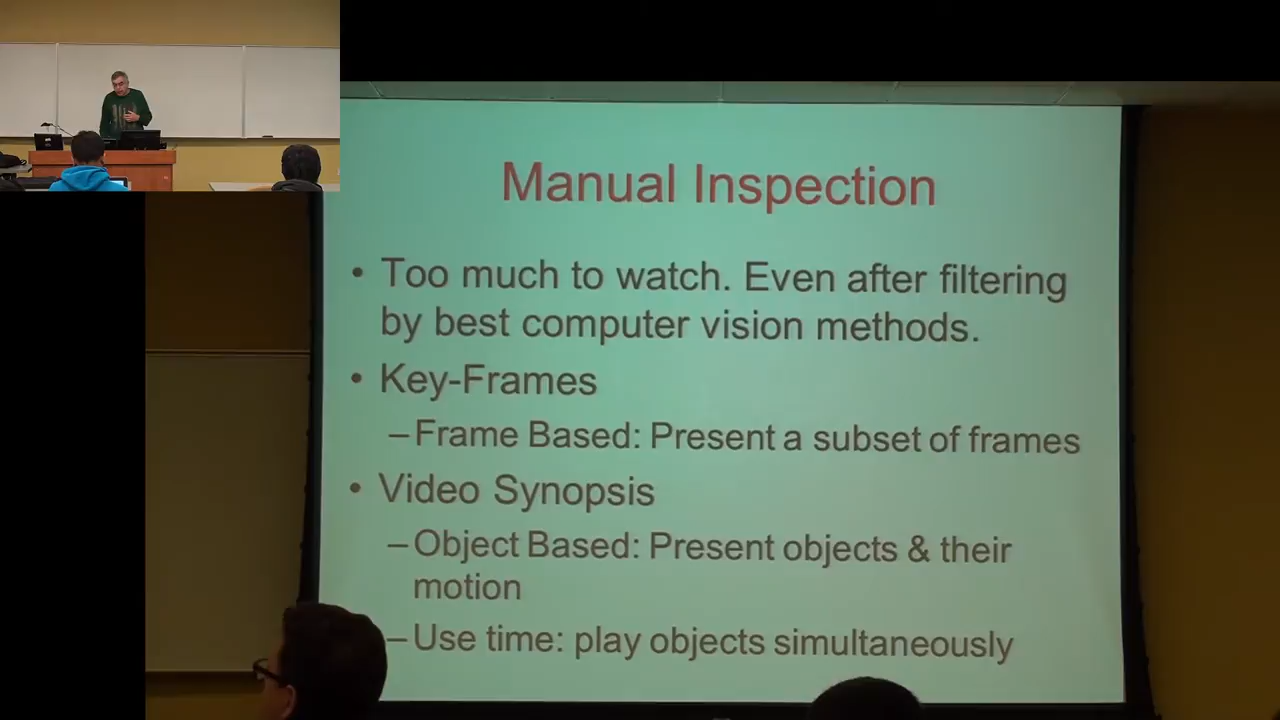 Manual Inspection
• Too much to watch. Even after filtering
by best computer vision methods.
• Key-Frames
–Frame Based: Present a subset of frames
• Video Synopsis
–Object Based: Present objects & their
motion
–Use time: play objects simultaneously